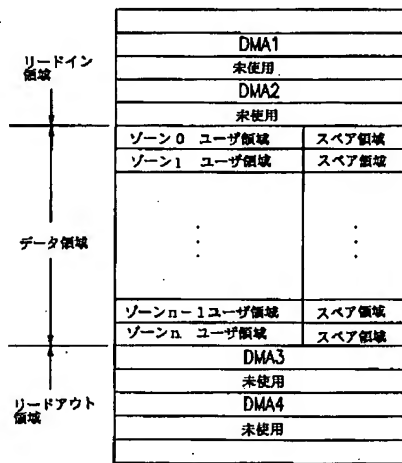 リードイン
領域
DMA1
未使用
DMA2
未使用
データ領域
ゾーン0 ユーザ領域 スペア領域
ゾーン1 ユーザ領域 スペア領域
ゾーンn-1ユーザ領域 スペア領域
ゾーンn ユーザ領域 スペア領域
リードアウト
領域
DMA3
未使用
DMA4
未使用